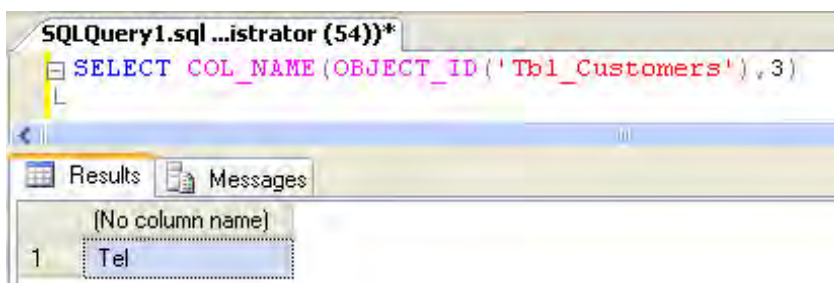 SQLQuery1.sql ...istrator (54))*
SELECT COL_NAME(OBJECT_ID('Tbl_Customers'),3)
Results Messages
(No column name)
1 Tel